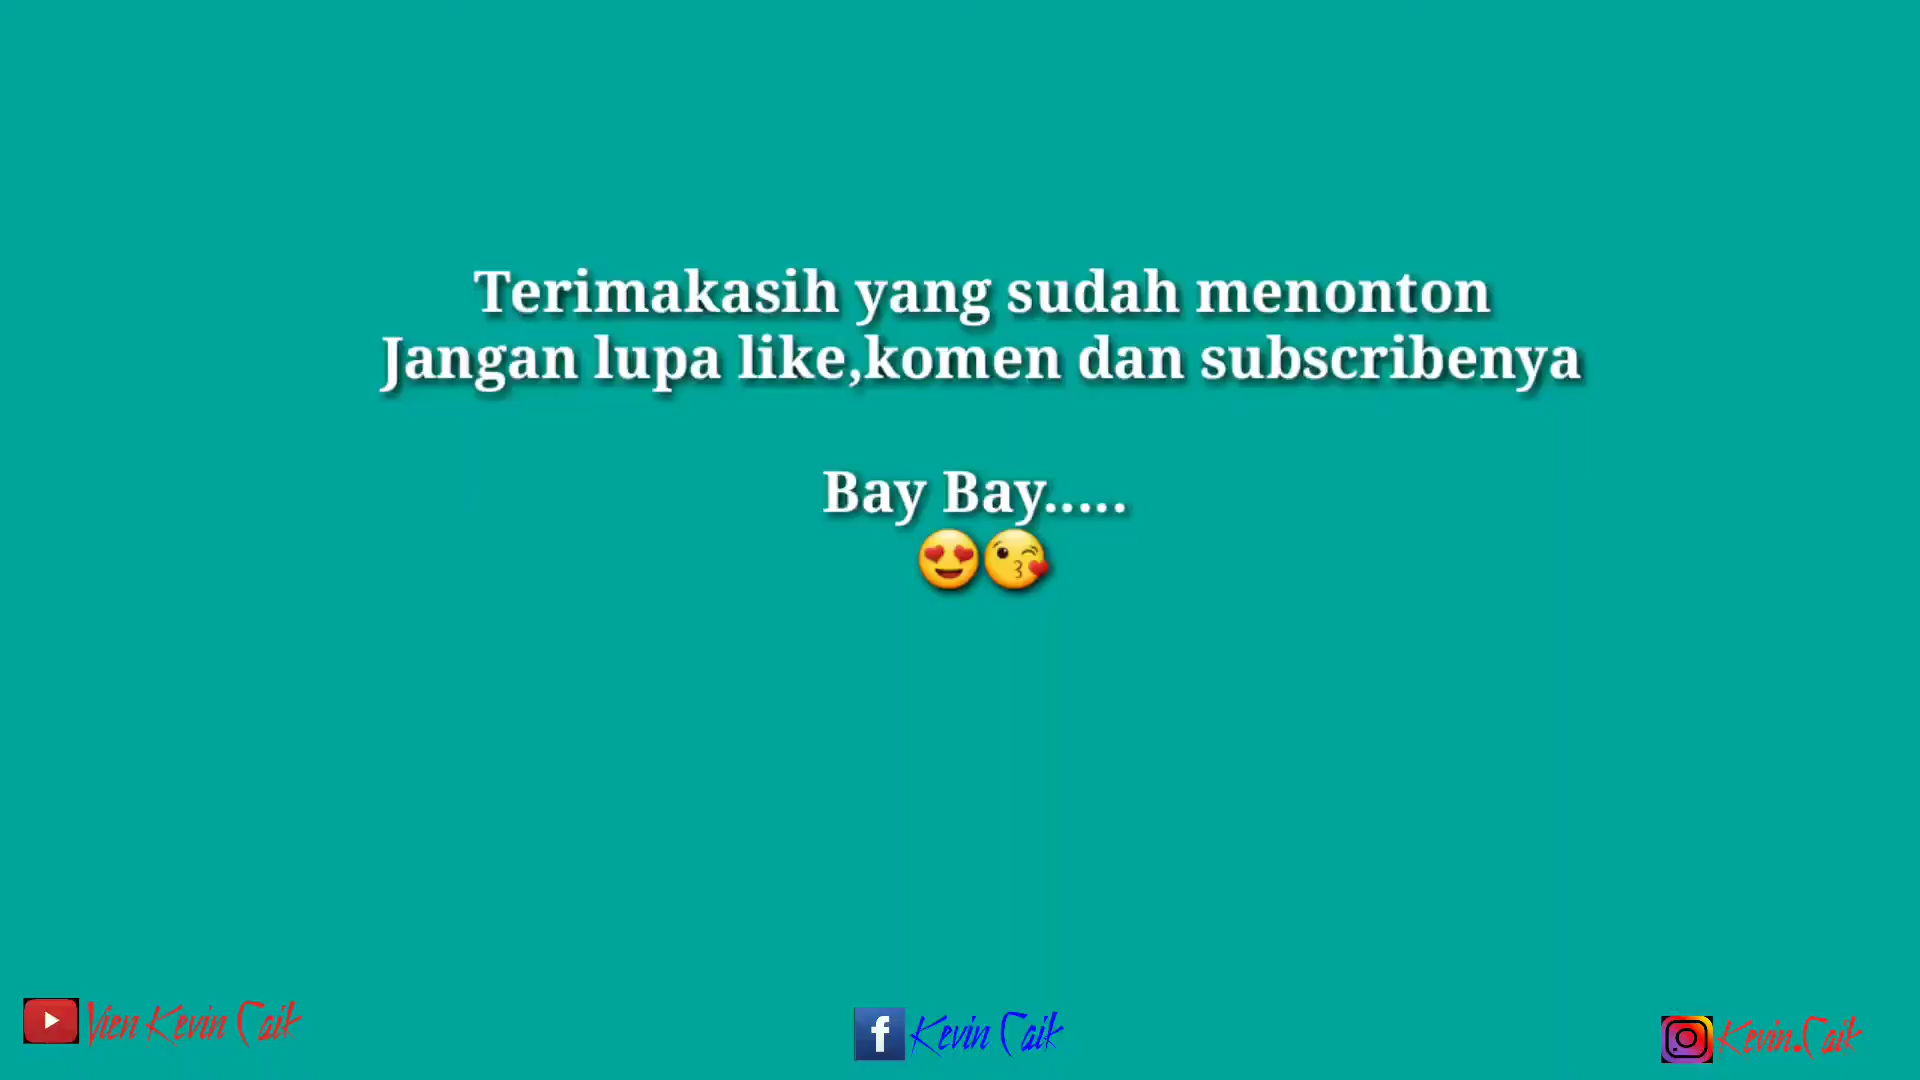 Terimakasih yang sudah menonton
Jangan lupa like,komen dan subscribenya
Bay Bay.....
😍😘
Vien Kevin Caik
Kevin Caik
Kevin.Caik